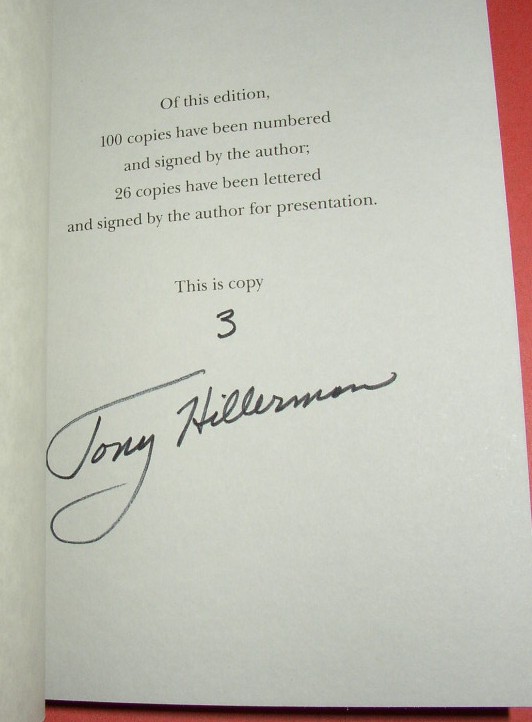 Of this edition,
100 copies have been numbered
and signed by the author;
26 copies have been lettered
and signed by the author for presentation.
This is copy
3
Tony Hillerman